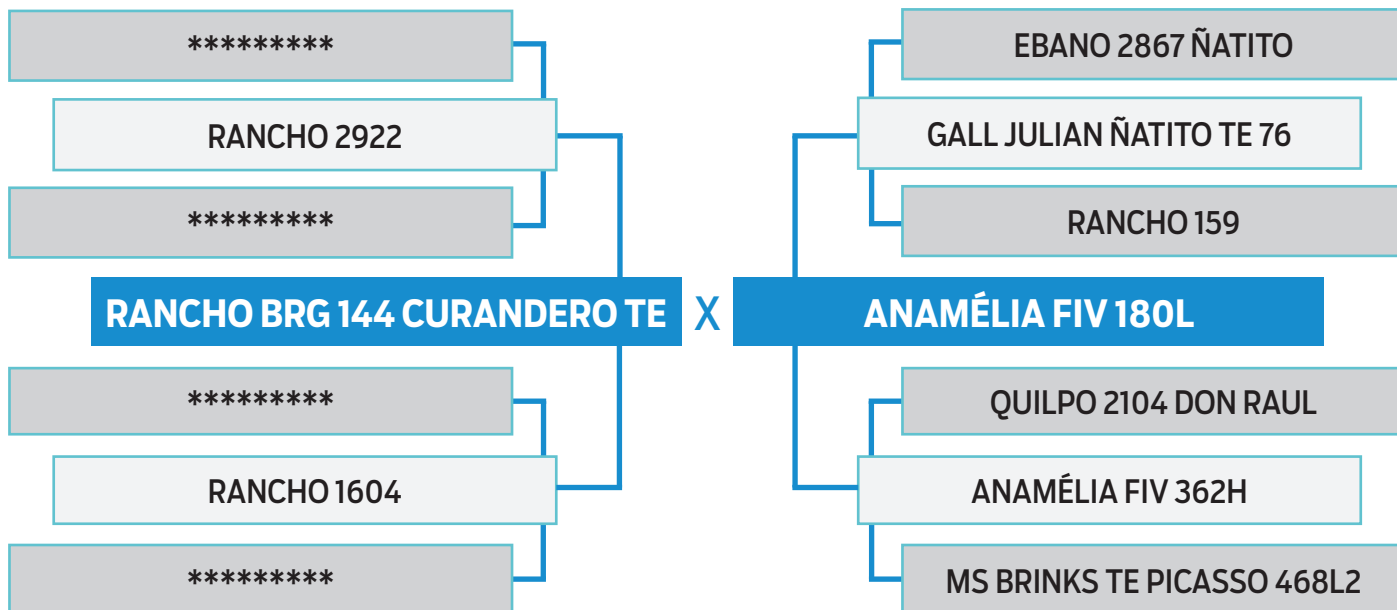 *********
EBANO 2867 ÑATITO
RANCHO 2922
GALL JULIAN ÑATITO TE 76
*********
RANCHO 159
RANCHO BRG 144 CURANDERO TE X ANAMÉLIA FIV 180L
*********
QUILPO 2104 DON RAUL
RANCHO 1604
ANAMÉLIA FIV 362H
*********
MS BRINKS TE PICASSO 468L2